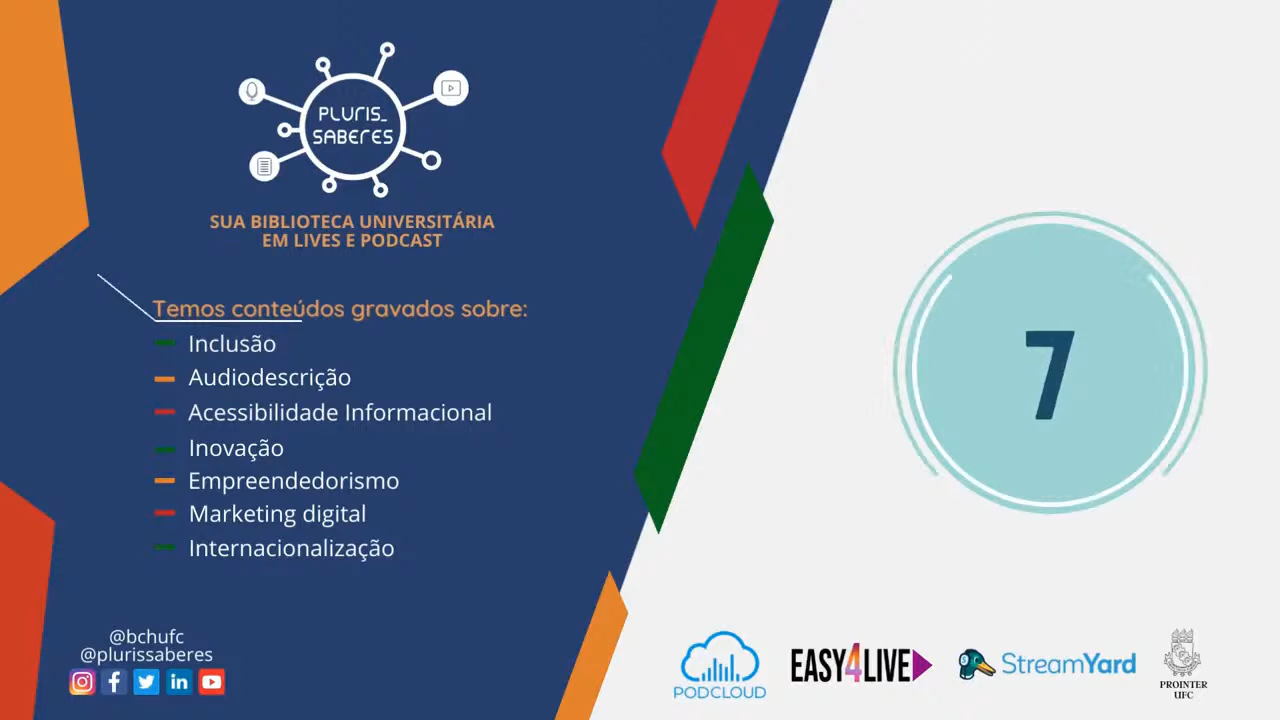 PLURIS_
SABERES
SUA BIBLIOTECA UNIVERSITÁRIA
EM LIVES E PODCAST
Temos conteúdos gravados sobre:
Inclusão
Audiodescrição
Acessibilidade Informacional
Inovação
Empreendedorismo
Marketing digital
Internacionalização
@bchufc
@plurissaberes
7
PODCLOUD
EASY4LIVE
StreamYard
PROINTER
UFC